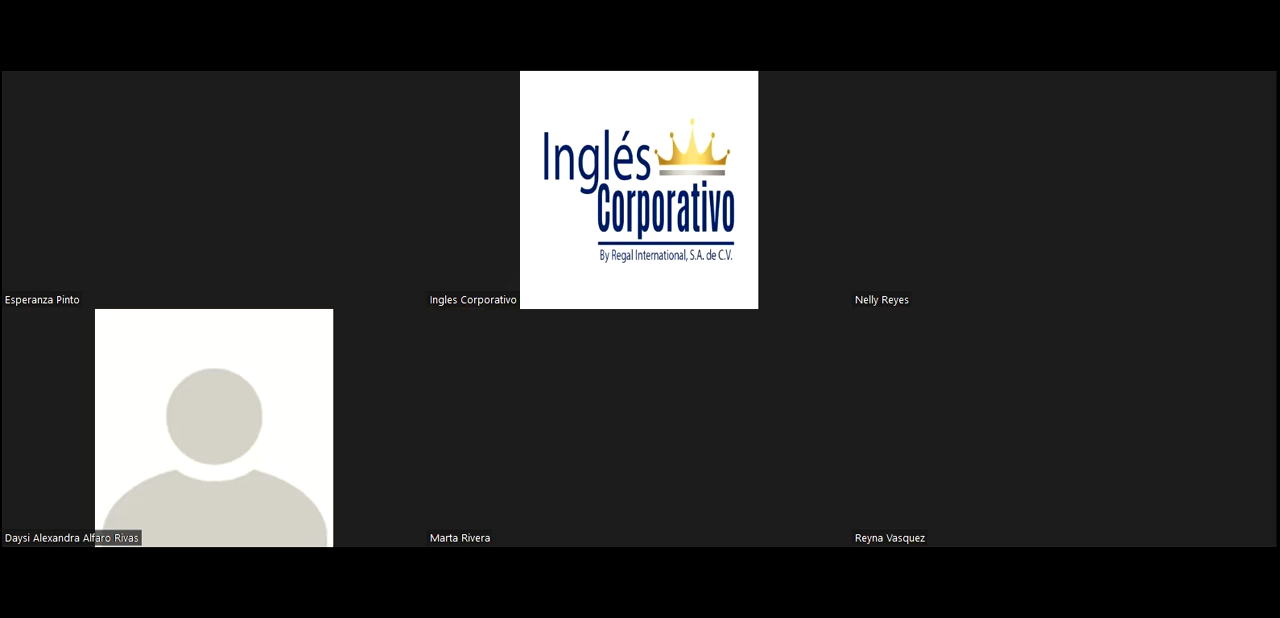 Inglés
Corporativo
By Regal International, S.A. de C.V.
Esperanza Pinto
Ingles Corporativo
Nelly Reyes
Daysi Alexandra Alfaro Rivas
Marta Rivera
Reyna Vasquez